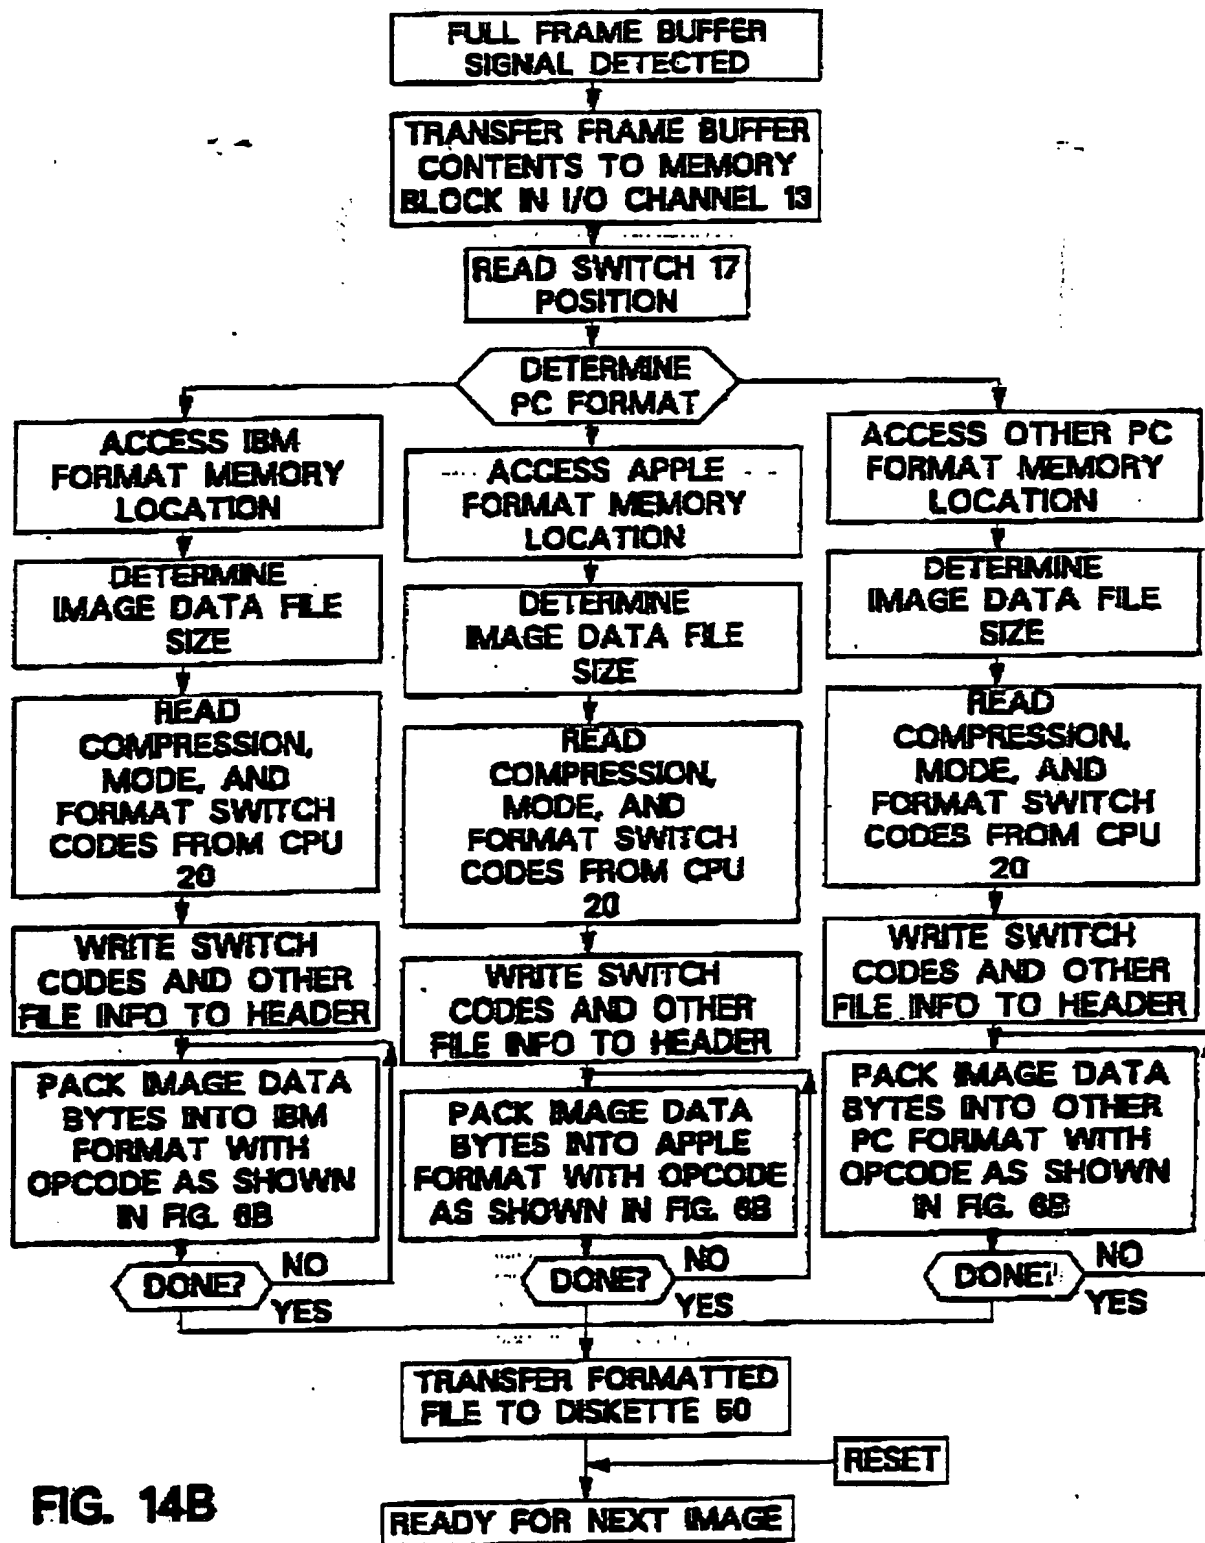 FULL FRAME BUFFER
SIGNAL DETECTED
TRANSFER FRAME BUFFER
CONTENTS TO MEMORY
BLOCK IN I/O CHANNEL 13
READ SWITCH 17
POSITION
DETERMINE
PC FORMAT
ACCESS IBM
FORMAT MEMORY
LOCATION
DETERMINE
IMAGE DATA FILE
SIZE
READ
COMPRESSION,
MODE, AND
FORMAT SWITCH
CODES FROM CPU
20
WRITE SWITCH
CODES AND OTHER
FILE INFO TO HEADER
PACK IMAGE DATA
BYTES INTO IBM
FORMAT WITH
OPCODE AS SHOWN
IN FIG. 6B
DONE?
NO
YES
ACCESS APPLE
FORMAT MEMORY
LOCATION
DETERMINE
IMAGE DATA FILE
SIZE
READ
COMPRESSION,
MODE, AND
FORMAT SWITCH
CODES FROM CPU
20
WRITE SWITCH
CODES AND OTHER
FILE INFO TO HEADER
PACK IMAGE DATA
BYTES INTO APPLE
FORMAT WITH OPCODE
AS SHOWN IN FIG. 6B
DONE?
NO
YES
ACCESS OTHER PC
FORMAT MEMORY
LOCATION
DETERMINE
IMAGE DATA FILE
SIZE
READ
COMPRESSION,
MODE, AND
FORMAT SWITCH
CODES FROM CPU
20
WRITE SWITCH
CODES AND OTHER
FILE INFO TO HEADER
PACK IMAGE DATA
BYTES INTO OTHER
PC FORMAT WITH
OPCODE AS SHOWN
IN FIG. 6B
DONE?
NO
YES
TRANSFER FORMATTED
FILE TO DISKETTE 50
RESET
READY FOR NEXT IMAGE
FIG. 14B